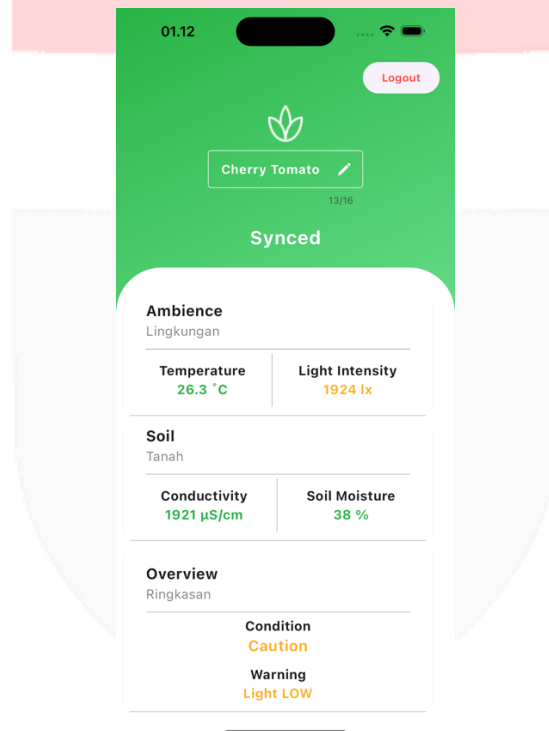 01.12
Logout
Cherry Tomato
13/16
Synced
Ambience
Lingkungan
Temperature Light Intensity
26.3 °C 1924 lx
Soil
Tanah
Conductivity Soil Moisture
1921 µS/cm 38 %
Overview
Ringkasan
Condition
Caution
Warning
Light LOW